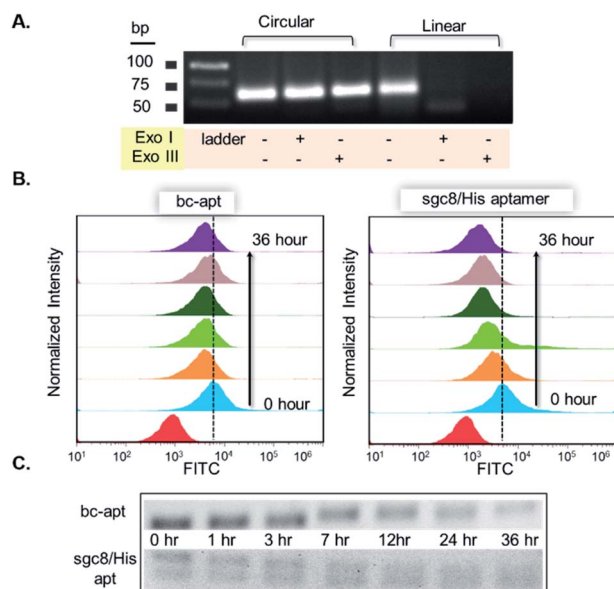 A.
bp
Circular
Linear
100
75
50
Exo I ladder - + - - + -
Exo III - - + - - +
B.
bc-apt
sgc8/His aptamer
Normalized Intensity
36 hour
0 hour
10¹ 10² 10³ 10⁴ 10⁵ 10⁶
FITC
Normalized Intensity
36 hour
0 hour
10¹ 10² 10³ 10⁴ 10⁵
FITC
C.
bc-apt
0 hr 1 hr 3 hr 7 hr 12hr 24 hr 36 hr
sgc8/His
apt